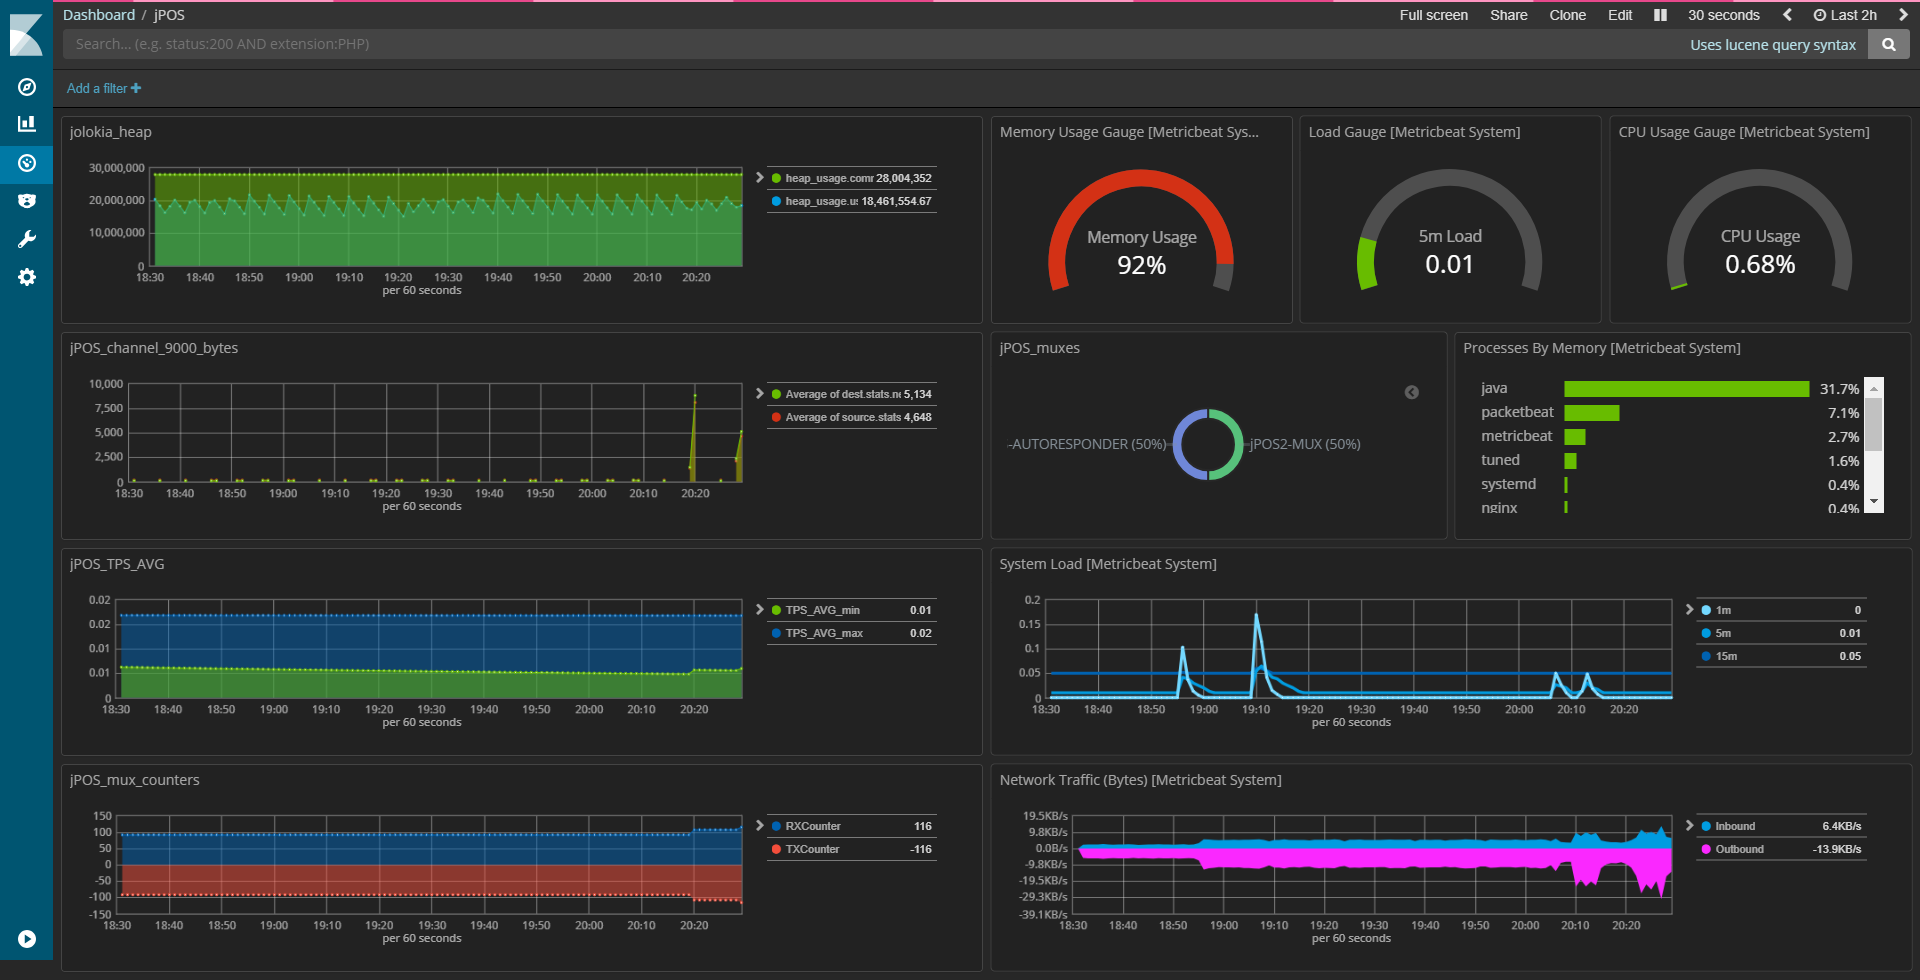 Dashboard / jPOS
Full screen Share Clone Edit 30 seconds Last 2h
Search... (e.g. status:200 AND extension:PHP)
Uses lucene query syntax
Add a filter
jolokia_heap
30,000,000
20,000,000
10,000,000
0
18:30 18:40 18:50 19:00 19:10 19:20 19:30 19:40 19:50 20:00 20:10 20:20
per 60 seconds
heap_usage.comr 28,004,352
heap_usage.u: 18,461,554.67
Memory Usage Gauge [Metricbeat Sys...
Memory Usage
92%
Load Gauge [Metricbeat System]
5m Load
0.01
CPU Usage Gauge [Metricbeat System]
CPU Usage
0.68%
jPOS_channel_9000_bytes
10,000
7,500
5,000
2,500
0
18:30 18:40 18:50 19:00 19:10 19:20 19:30 19:40 19:50 20:00 20:10 20:20
per 60 seconds
Average of dest.stats.ne 5,134
Average of source.stats 4,648
jPOS_muxes
-AUTORESPONDER (50%)
jPOS2-MUX (50%)
Processes By Memory [Metricbeat System]
java 31.7%
packetbeat 7.1%
metricbeat 2.7%
tuned 1.6%
systemd 0.4%
nginx 0.4%
jPOS_TPS_AVG
0.02
0.02
0.01
0.01
0
18:30 18:40 18:50 19:00 19:10 19:20 19:30 19:40 19:50 20:00 20:10 20:20
per 60 seconds
TPS_AVG_min 0.01
TPS_AVG_max 0.02
System Load [Metricbeat System]
0.2
0.15
0.1
0.05
0
18:30 18:40 18:50 19:00 19:10 19:20 19:30 19:40 19:50 20:00 20:10 20:20
per 60 seconds
1m 0
5m 0.01
15m 0.05
jPOS_mux_counters
150
100
50
0
-50
-100
-150
18:30 18:40 18:50 19:00 19:10 19:20 19:30 19:40 19:50 20:00 20:10 20:20
per 60 seconds
RXCounter 116
TXCounter -116
Network Traffic (Bytes) [Metricbeat System]
19.5KB/s
9.8KB/s
0.0B/s
-9.8KB/s
-19.5KB/s
-29.3KB/s
-39.1KB/s
18:30 18:40 18:50 19:00 19:10 19:20 19:30 19:40 19:50 20:00 20:10 20:20
per 60 seconds
Inbound 6.4KB/s
Outbound -13.9KB/s